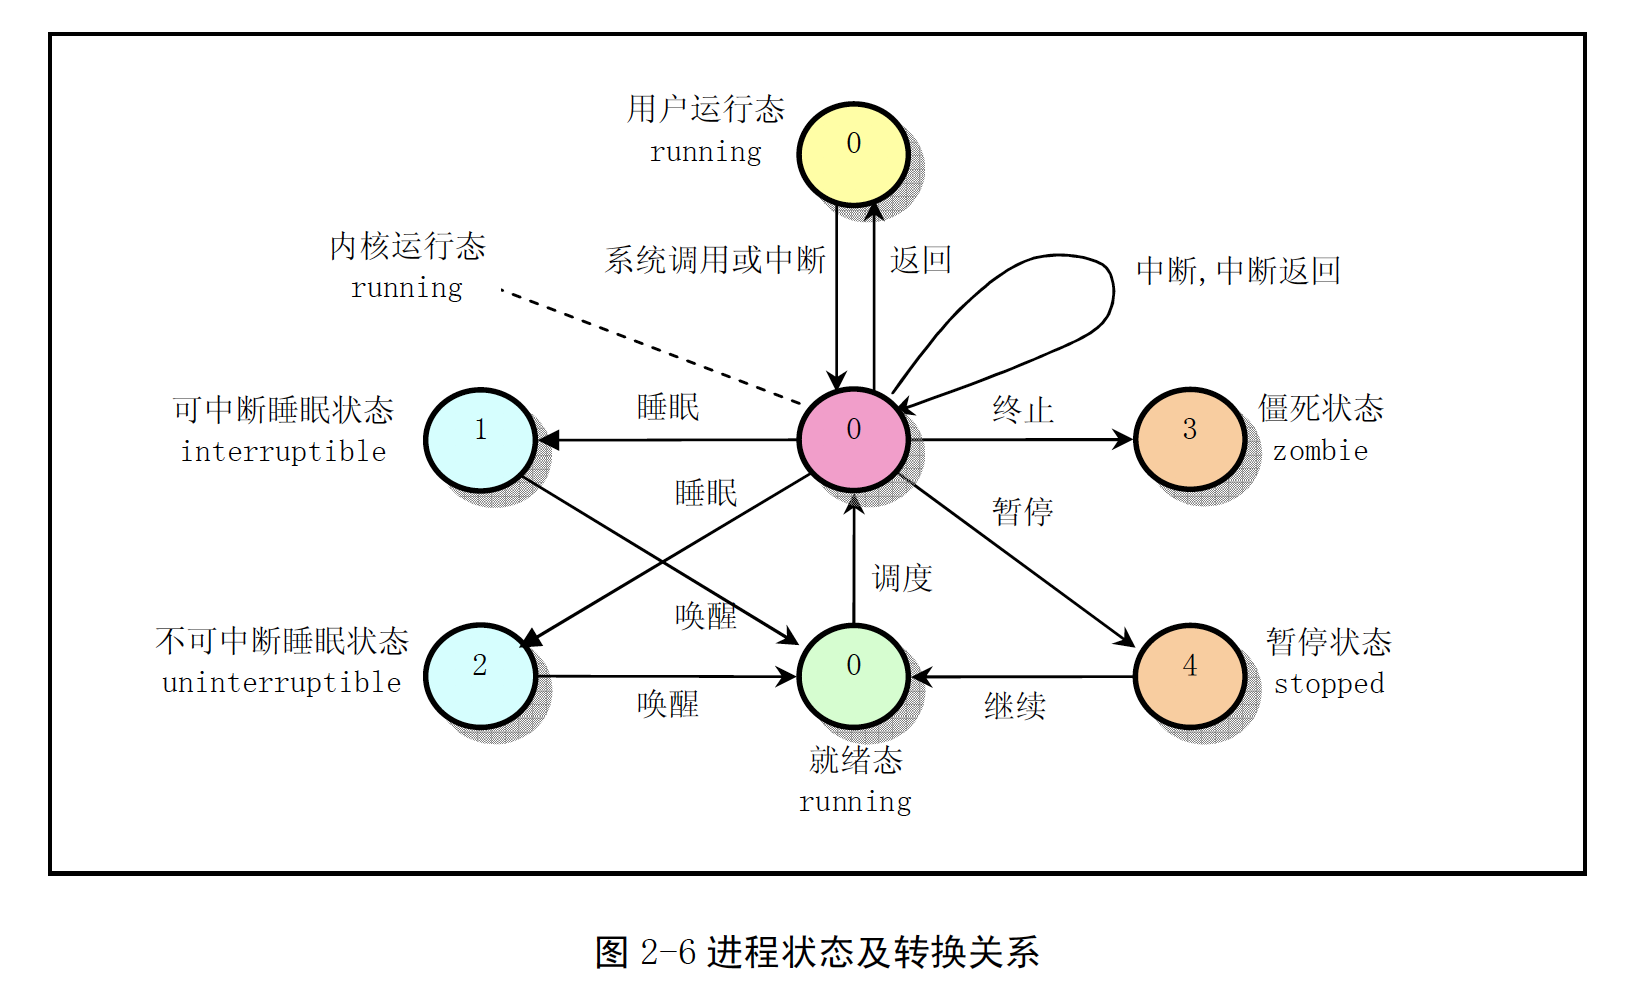 用户运行态
running
0
内核运行态
running
系统调用或中断
返回
中断,中断返回
可中断睡眠状态
interruptible
1
睡眠
0
终止
3
僵死状态
zombie
睡眠
暂停
调度
唤醒
不可中断睡眠状态
uninterruptible
2
唤醒
0
继续
4
暂停状态
stopped
就绪态
running
图 2-6 进程状态及转换关系